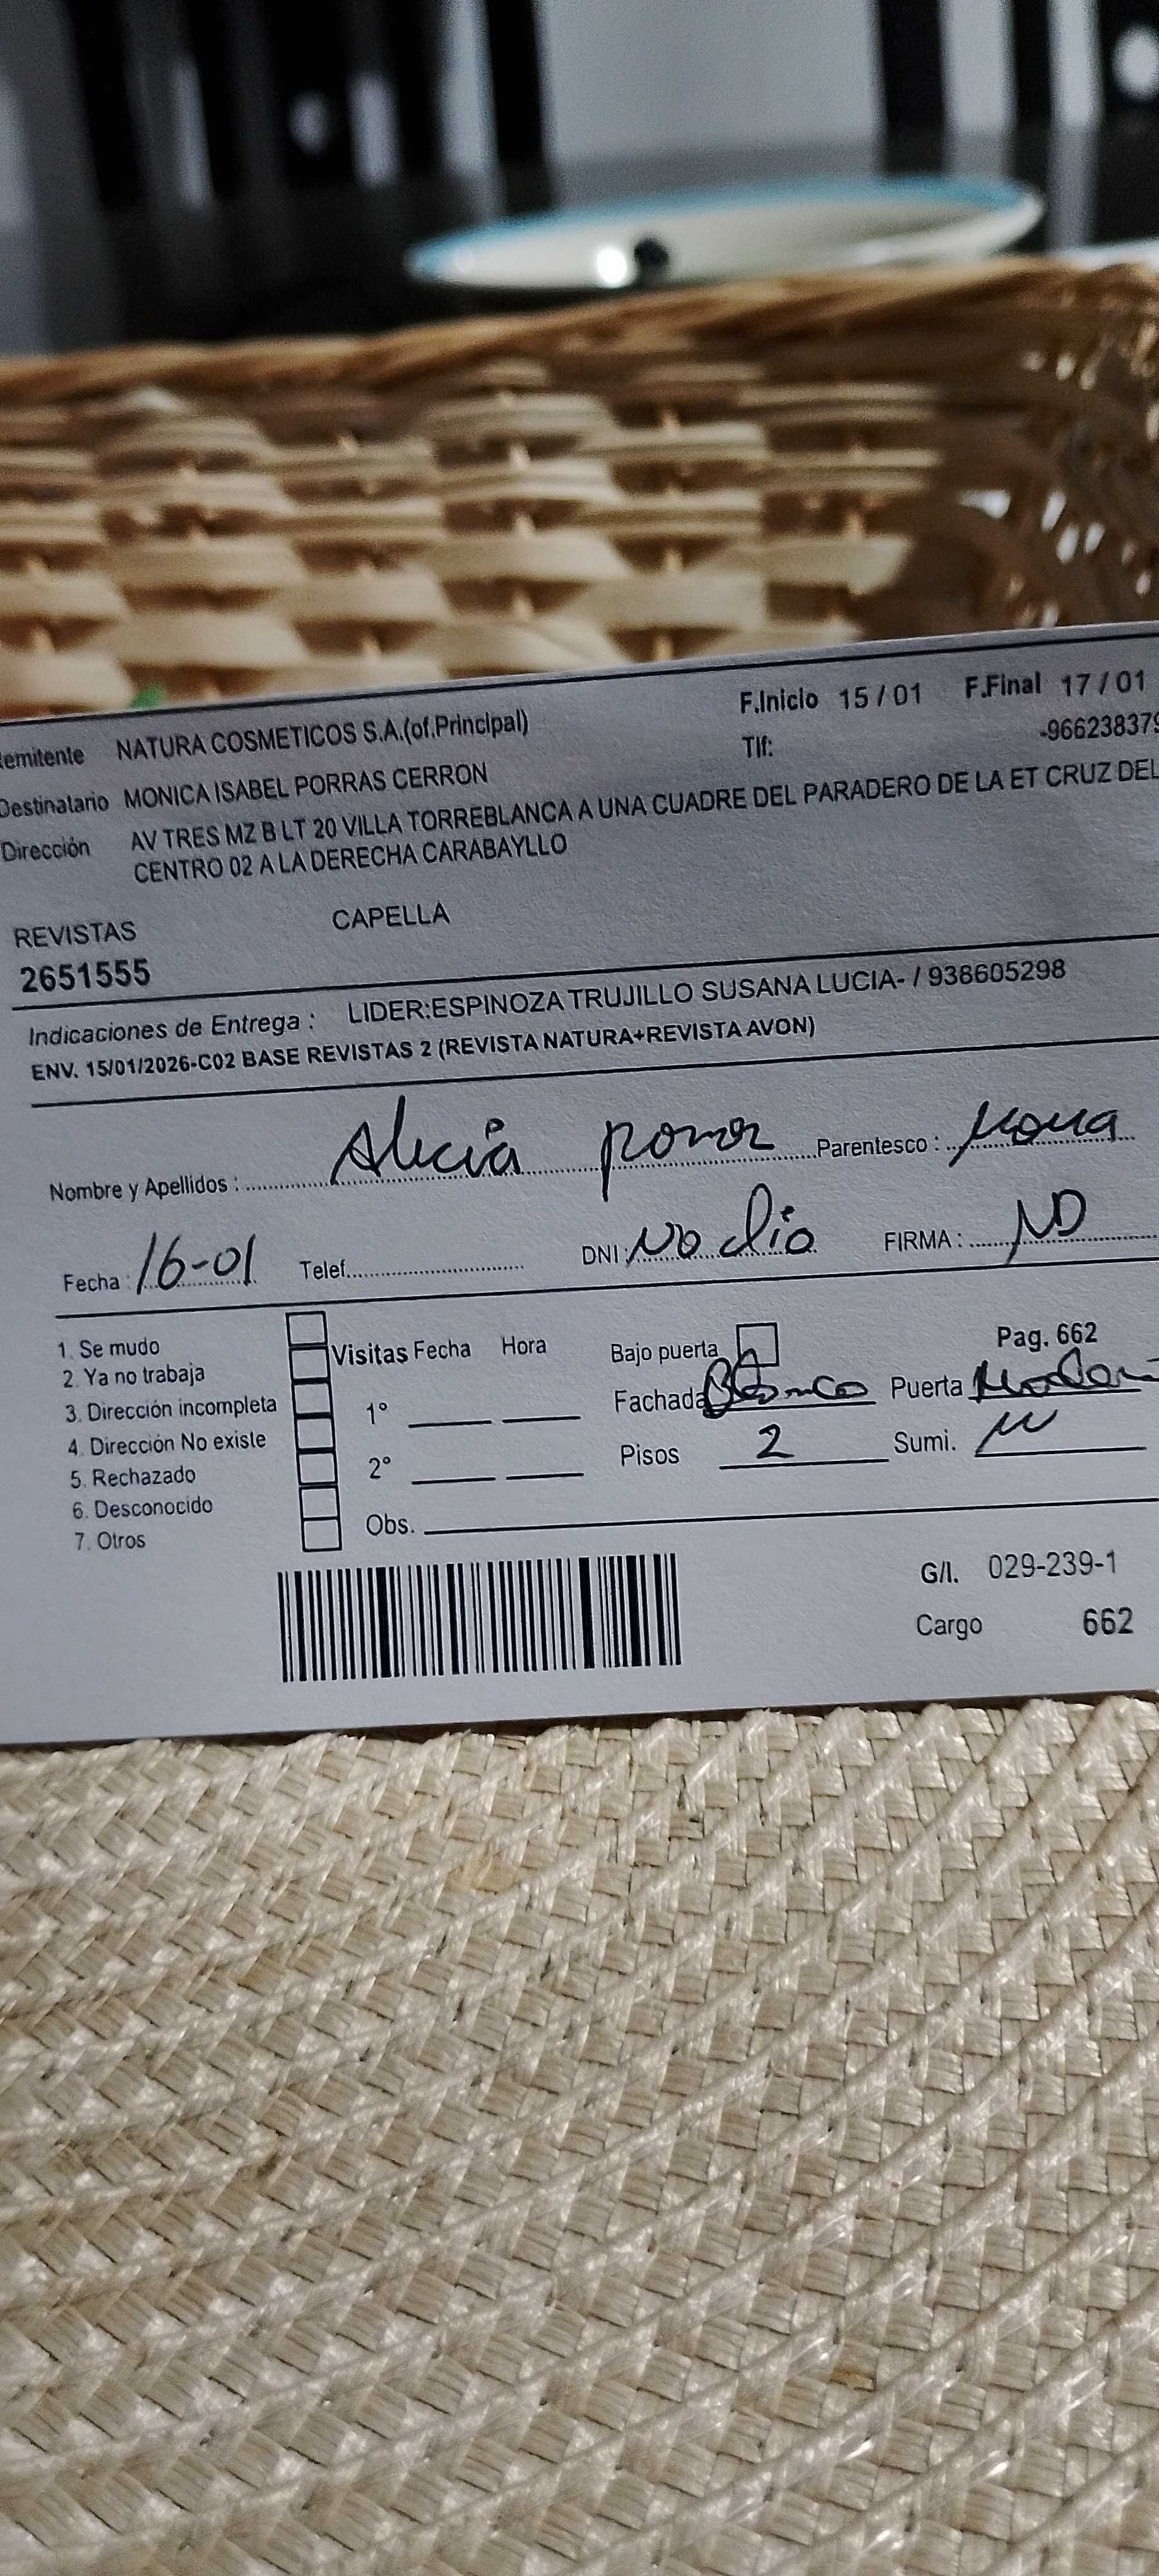 F.Inicio 15 / 01 F.Final 17 / 01
emitente NATURA COSMETICOS S.A.(of.Principal)
Tlf: -966238379
Destinatario MONICA ISABEL PORRAS CERRON
Dirección AV TRES MZ B LT 20 VILLA TORREBLANCA A UNA CUADRE DEL PARADERO DE LA ET CRUZ DEL
CENTRO 02 A LA DERECHA CARABAYLLO
REVISTAS CAPELLA
2651555
Indicaciones de Entrega : LIDER:ESPINOZA TRUJILLO SUSANA LUCIA- / 938605298
ENV. 15/01/2026-C02 BASE REVISTAS 2 (REVISTA NATURA+REVISTA AVON)
Nombre y Apellidos : Alicia Parentesco :
Fecha : 16-01 Telef. DNI: No dio FIRMA : ND
1. Se mudo
2. Ya no trabaja
3. Dirección incompleta
4. Dirección No existe
5. Rechazado
6. Desconocido
7. Otros
Visitas Fecha Hora
1°
2°
Obs.
Bajo puerta Pag. 662
Fachada Blanco Puerta
Pisos 2 Sumi.
G/I. 029-239-1
Cargo 662